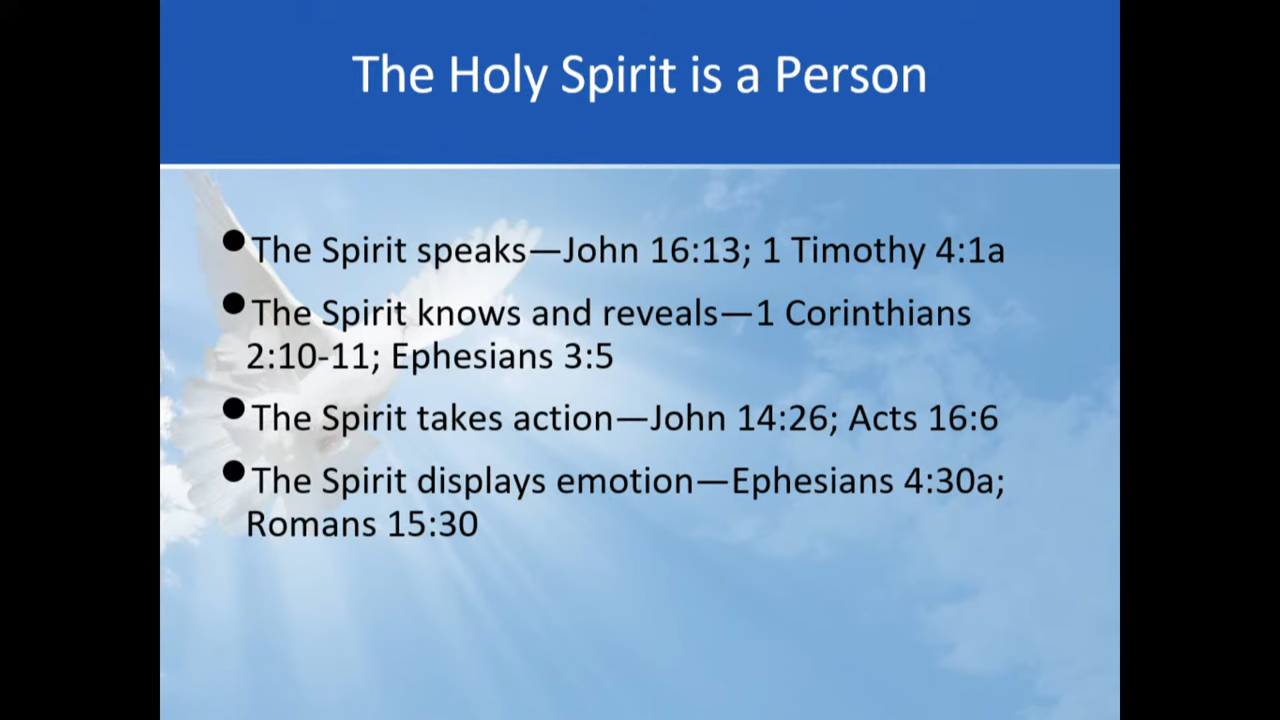 The Holy Spirit is a Person
•The Spirit speaks—John 16:13; 1 Timothy 4:1a
•The Spirit knows and reveals—1 Corinthians
2:10-11; Ephesians 3:5
•The Spirit takes action—John 14:26; Acts 16:6
•The Spirit displays emotion—Ephesians 4:30a;
Romans 15:30